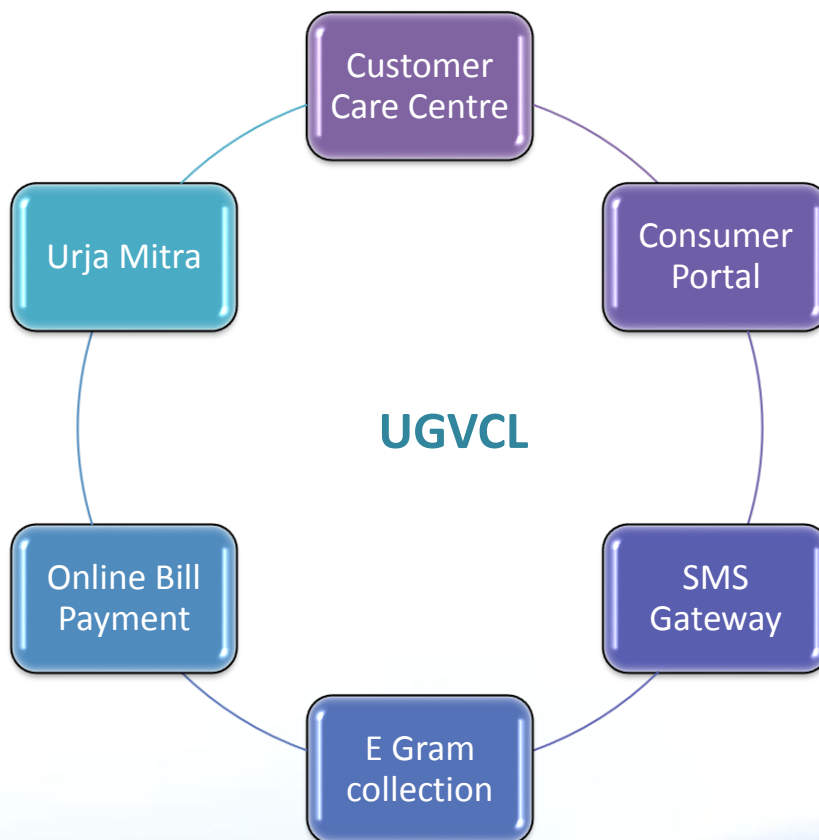 Customer
Care Centre
Urja Mitra
Consumer
Portal
UGVCL
Online Bill
Payment
SMS
Gateway
E Gram
collection